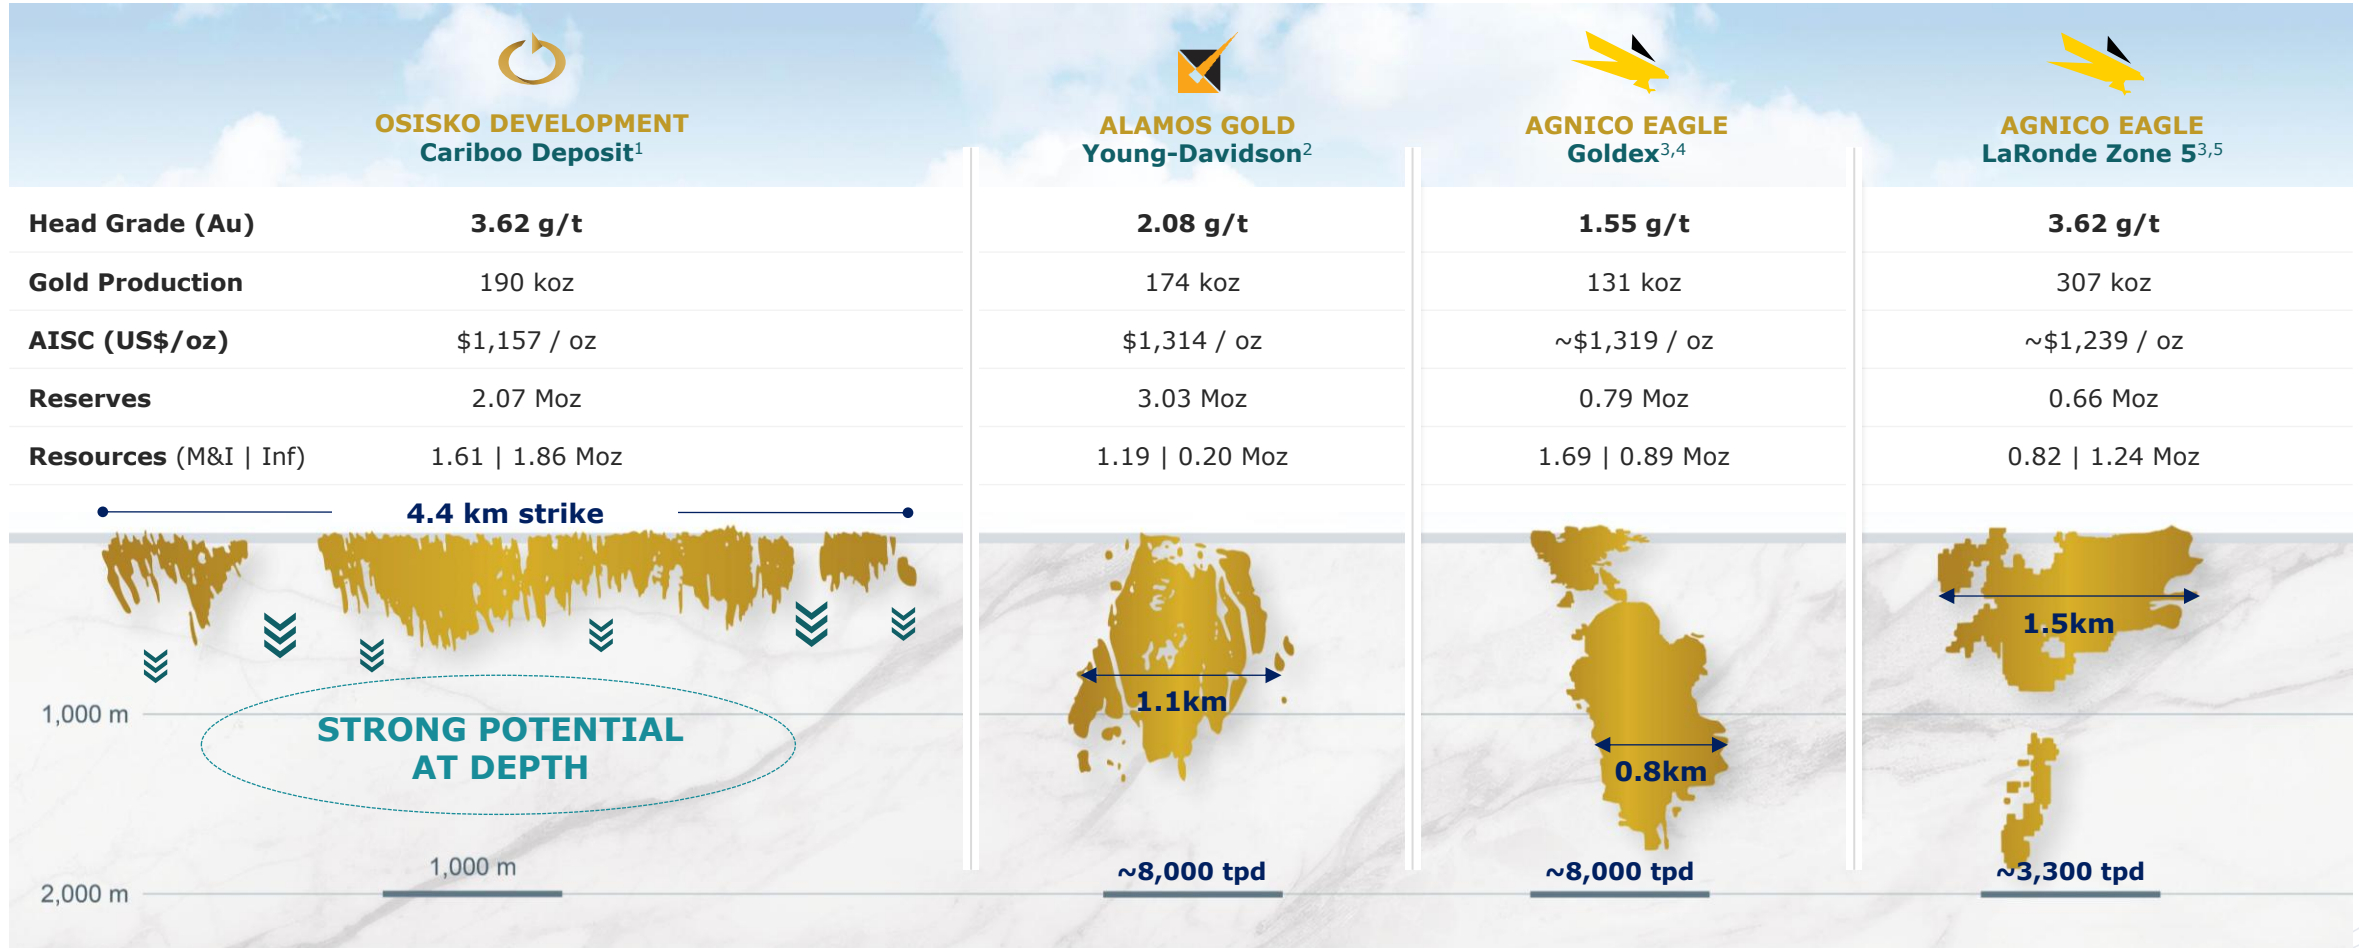 OSISKO DEVELOPMENT
Cariboo Deposit1
ALAMOS GOLD
Young-Davidson2
AGNICO EAGLE
Goldex3,4
AGNICO EAGLE
LaRonde Zone 53,5
Head Grade (Au) 3.62 g/t 2.08 g/t 1.55 g/t 3.62 g/t
Gold Production 190 koz 174 koz 131 koz 307 koz
AISC (US$/oz) $1,157 / oz $1,314 / oz ~$1,319 / oz ~$1,239 / oz
Reserves 2.07 Moz 3.03 Moz 0.79 Moz 0.66 Moz
Resources (M&I | Inf) 1.61 | 1.86 Moz 1.19 | 0.20 Moz 1.69 | 0.89 Moz 0.82 | 1.24 Moz
4.4 km strike
1.5km
1.1km
1,000 m
STRONG POTENTIAL
AT DEPTH
0.8km
1,000 m
~8,000 tpd
~8,000 tpd
~3,300 tpd
2,000 m